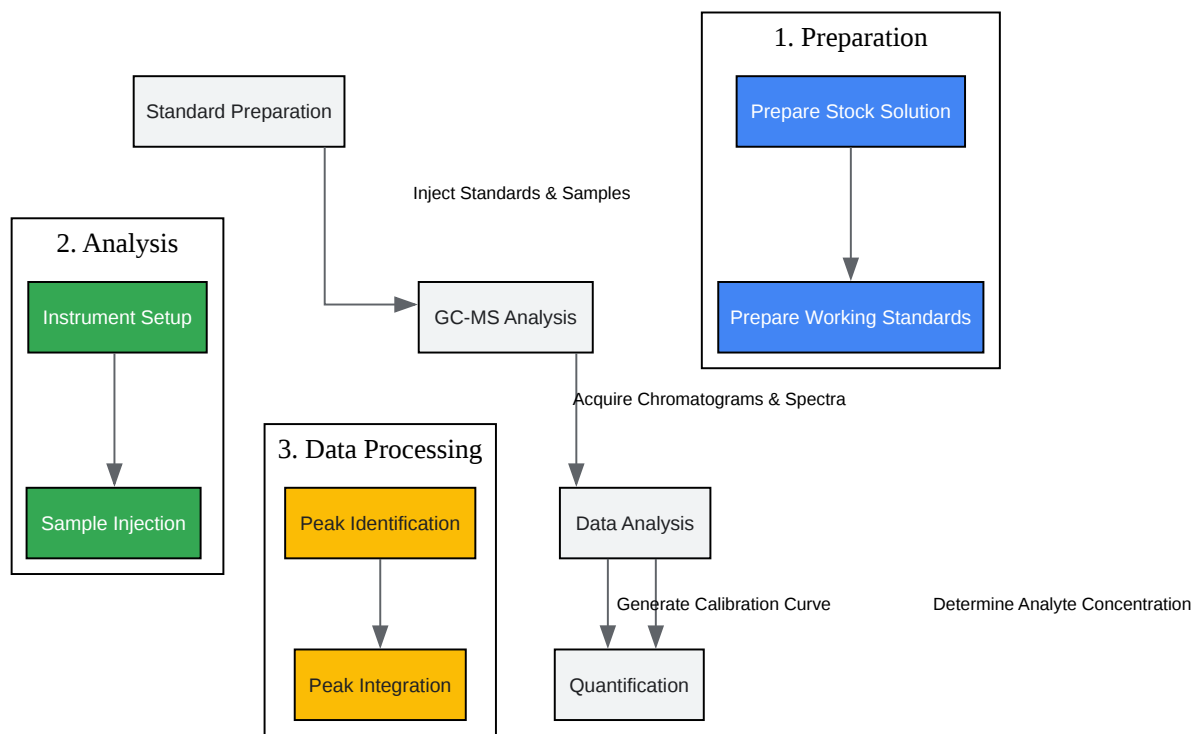 1. Preparation
Standard Preparation
Prepare Stock Solution
Inject Standards & Samples
2. Analysis
Instrument Setup
GC-MS Analysis
Prepare Working Standards
Acquire Chromatograms & Spectra
3. Data Processing
Sample Injection
Peak Identification
Data Analysis
Generate Calibration Curve
Determine Analyte Concentration
Peak Integration
Quantification